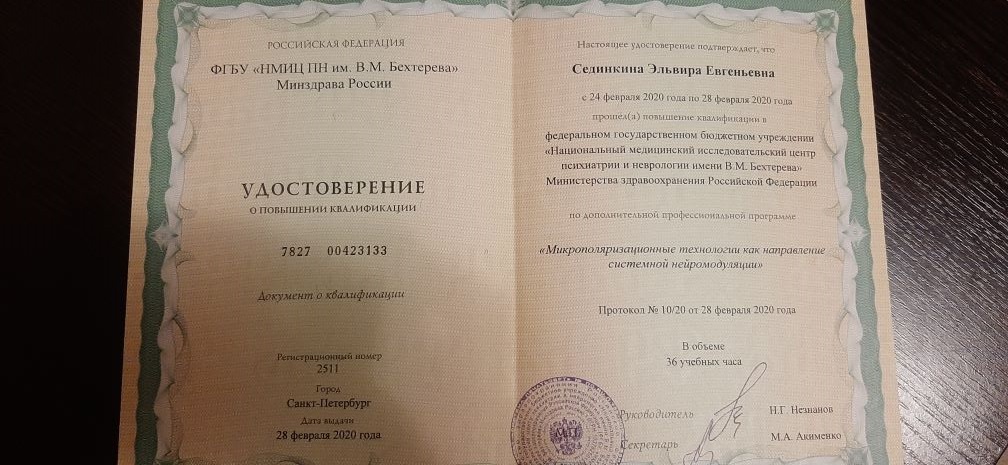 РОССИЙСКАЯ ФЕДЕРАЦИЯ
ФГБУ «НМИЦ ПН им. В.М. Бехтерева»
Минздрава России
УДОСТОВЕРЕНИЕ
О ПОВЫШЕНИИ КВАЛИФИКАЦИИ
7827 00423133
Документ о квалификации
Регистрационный номер
2511
Город
Санкт-Петербург
Дата выдачи
28 февраля 2020 года
Настоящее удостоверение подтверждает, что
Сединкина Эльвира Евгеньевна
с 24 февраля 2020 года по 28 февраля 2020 года
прошел(а) повышение квалификации в
федеральном государственном бюджетном учреждении
«Национальный медицинский исследовательский центр
психиатрии и неврологии имени В.М. Бехтерева»
Министерства здравоохранения Российской Федерации
по дополнительной профессиональной программе
«Микрополяризационные технологии как направление
системной нейромодуляции»
Протокол № 10/20 от 28 февраля 2020 года
В объеме
36 учебных часа
Руководитель
Н.Г. Незнанов
Секретарь
М.А. Акименко